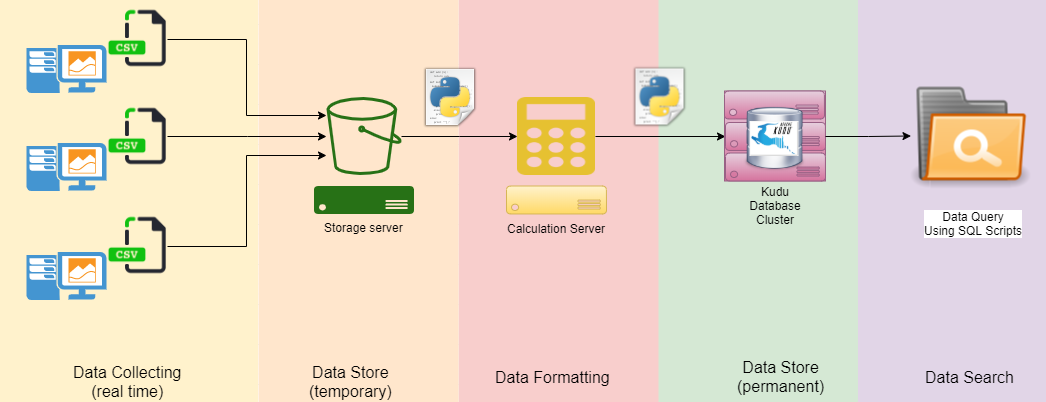 CSV
CSV
CSV
Storage server
Calculation Server
KUDU
Kudu
Database
Cluster
Data Query
Using SQL Scripts
Data Collecting
(real time)
Data Store
(temporary)
Data Formatting
Data Store
(permanent)
Data Search